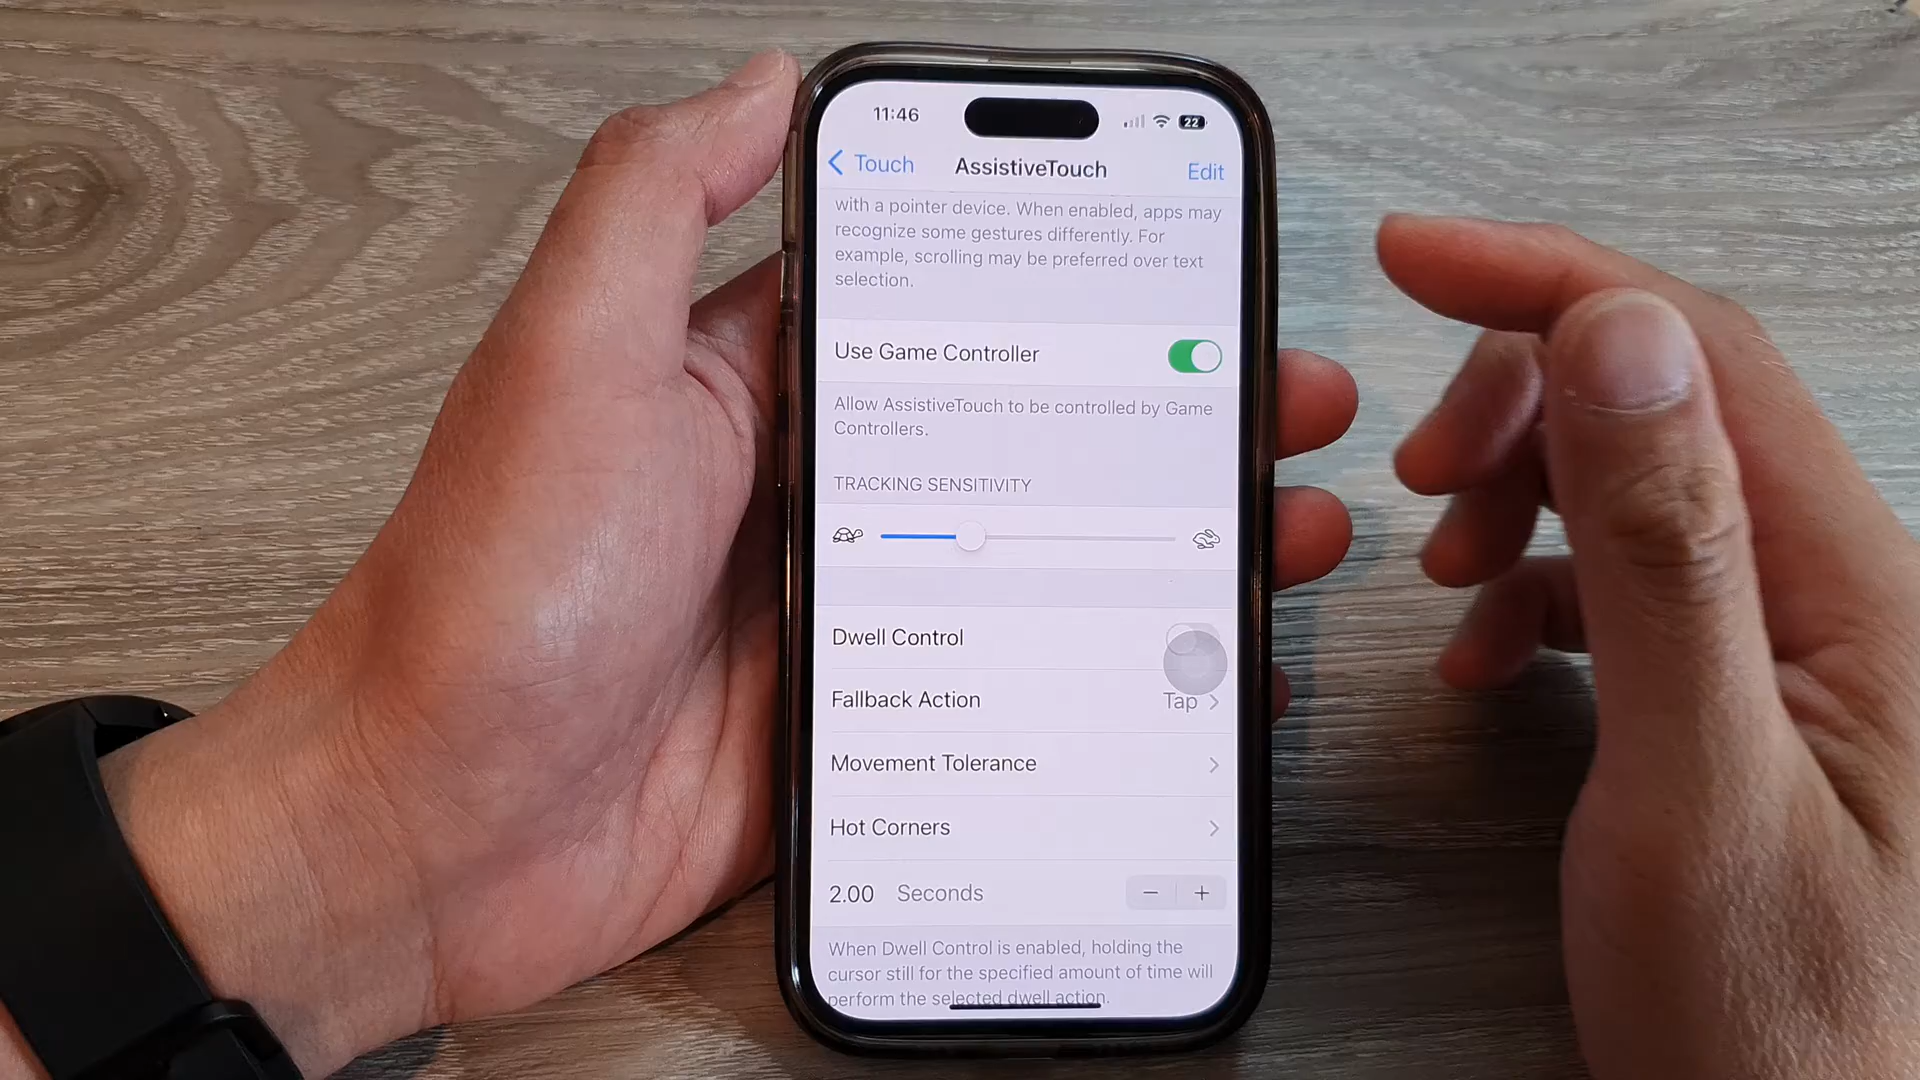 11:46
22
Touch
AssistiveTouch
Edit
with a pointer device. When enabled, apps may
recognize some gestures differently. For
example, scrolling may be preferred over text
selection.
Use Game Controller
Allow AssistiveTouch to be controlled by Game
Controllers.
TRACKING SENSITIVITY
Dwell Control
Fallback Action
Tap
Movement Tolerance
Hot Corners
2.00 Seconds
When Dwell Control is enabled, holding the
cursor still for the specified amount of time will
perform the selected dwell action.